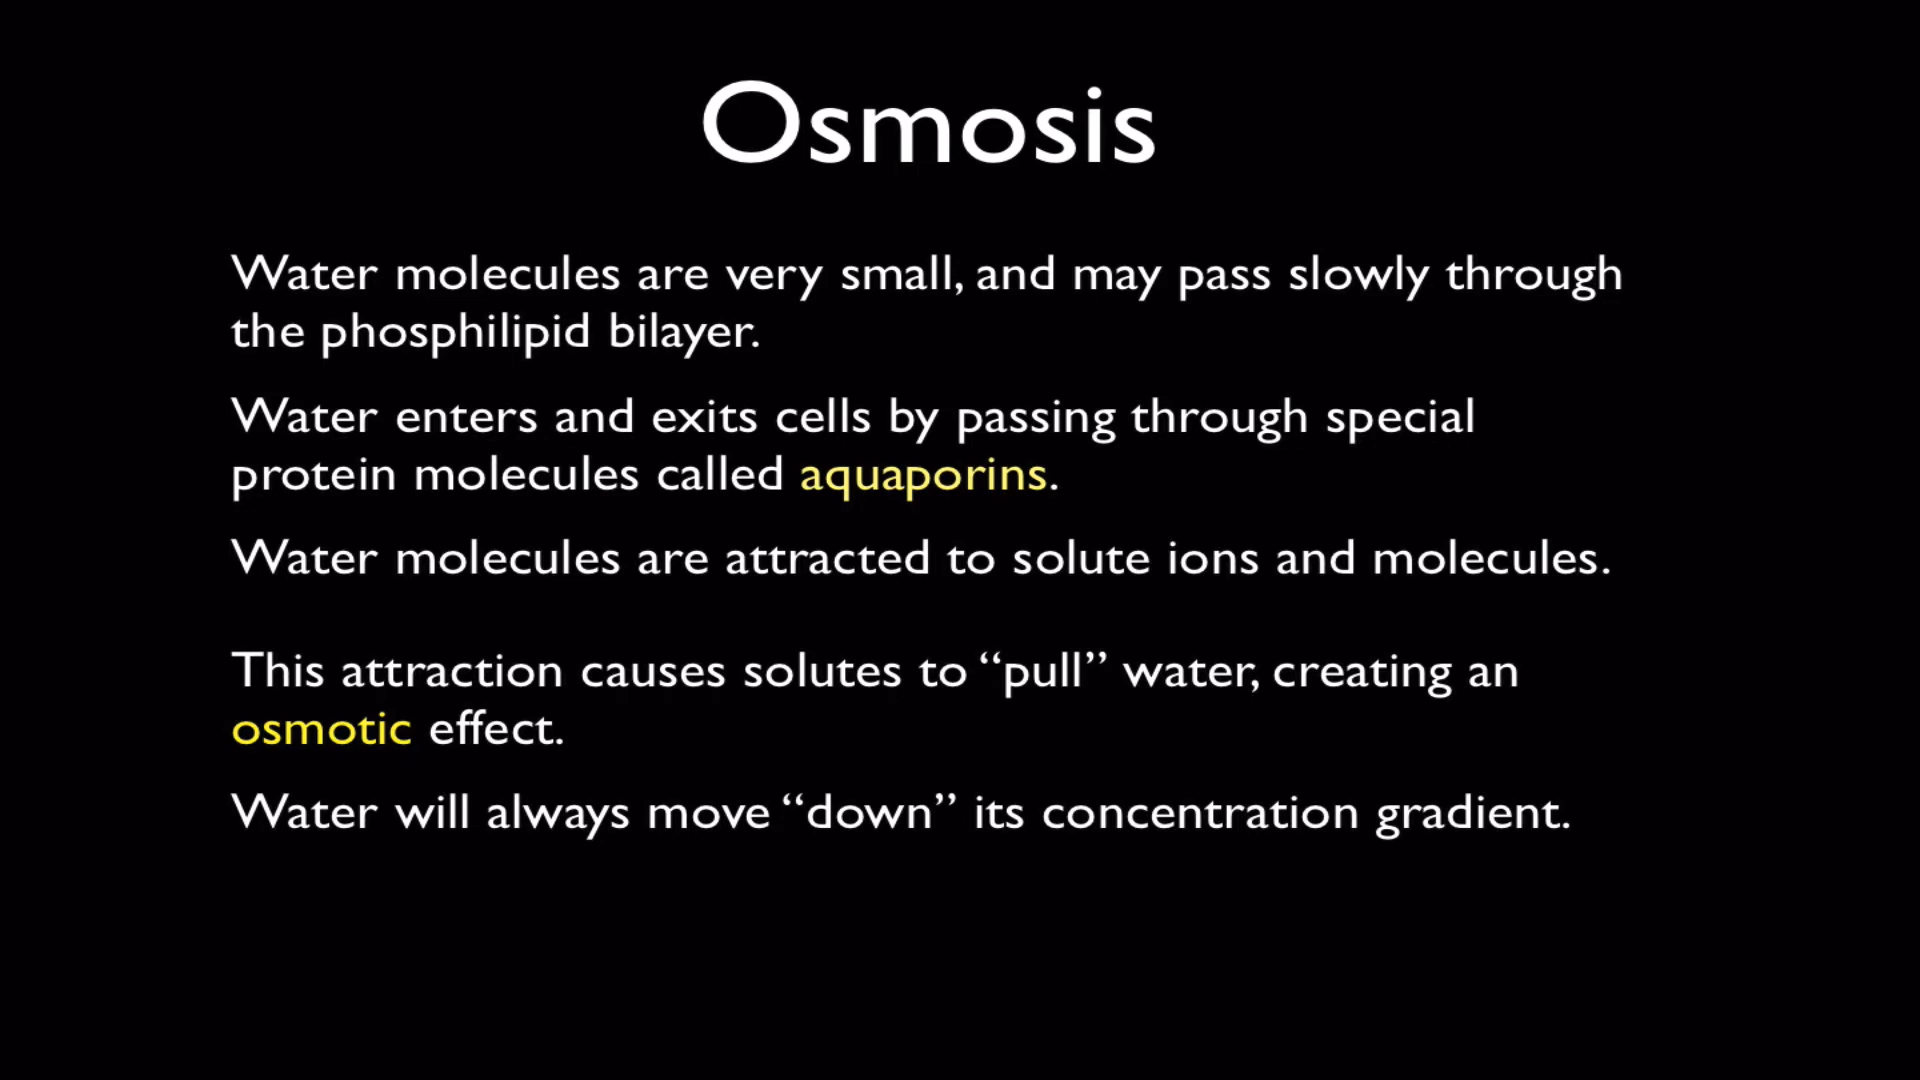 Osmosis
Water molecules are very small, and may pass slowly through
the phosphilipid bilayer.
Water enters and exits cells by passing through special
protein molecules called aquaporins.
Water molecules are attracted to solute ions and molecules.
This attraction causes solutes to “pull” water, creating an
osmotic effect.
Water will always move “down” its concentration gradient.